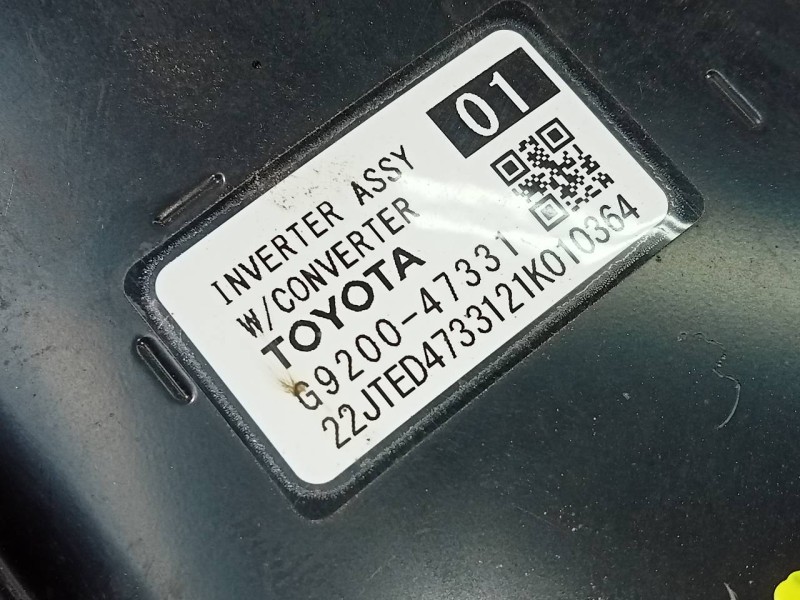 01
INVERTER ASSY
W/CONVERTER
TOYOTA
G9200-47331
22JTED4733121K010364